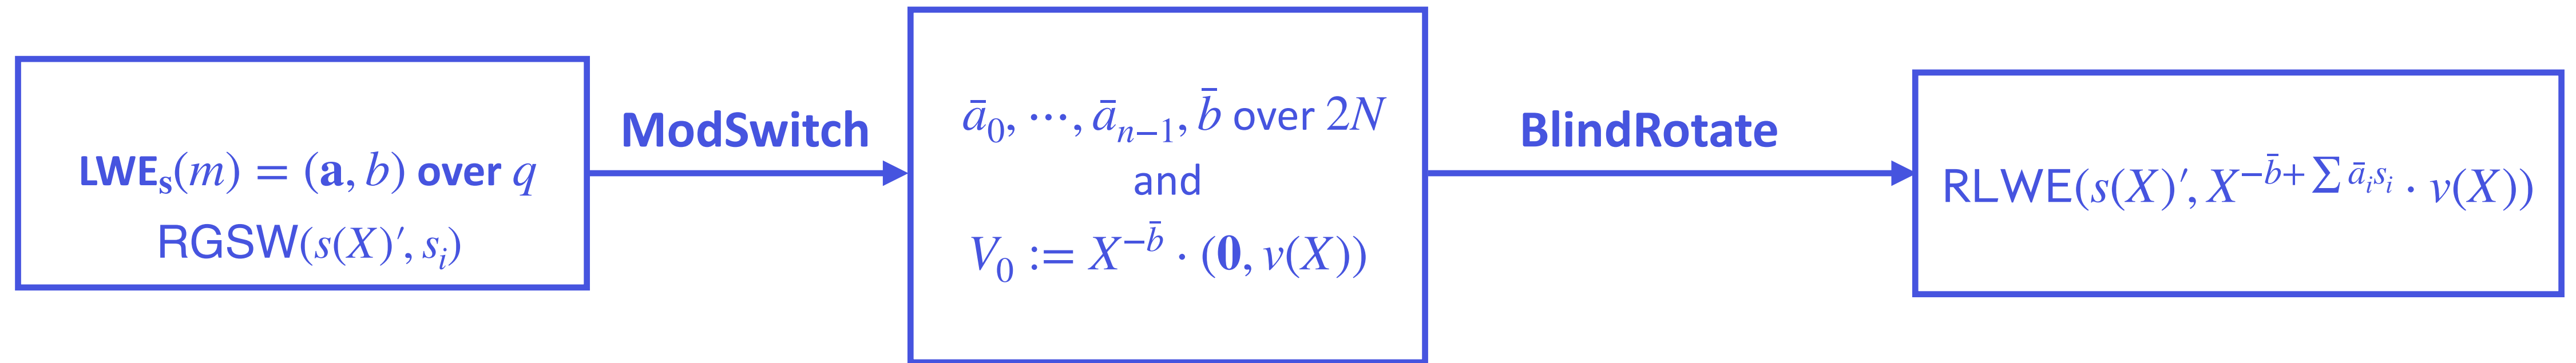 LWEₛ(m) = (𝐚, b) over q
RGSW(s(X)′, sᵢ)
ModSwitch
ā₀, ⋯, āₙ₋₁, b̄ over 2N
and
V₀ := X^{−b̄} · (𝟎, v(X))
BlindRotate
RLWE(s(X)′, X^{−b̄+∑ āᵢsᵢ} · v(X))